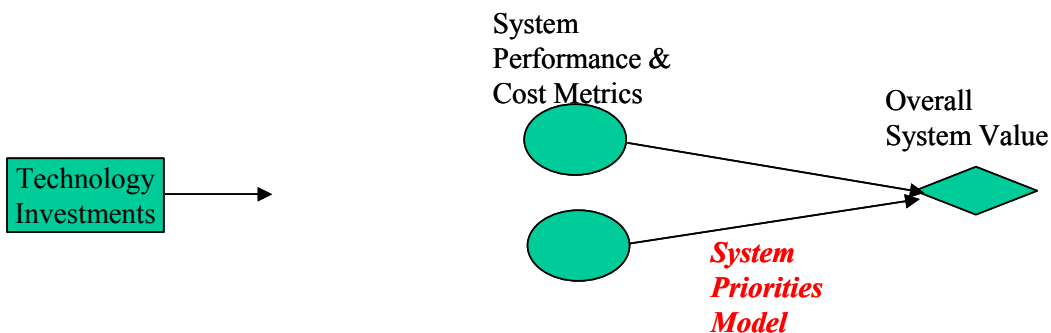 System
Performance &
Cost Metrics
Overall
System Value
Technology
Investments
System
Priorities
Model